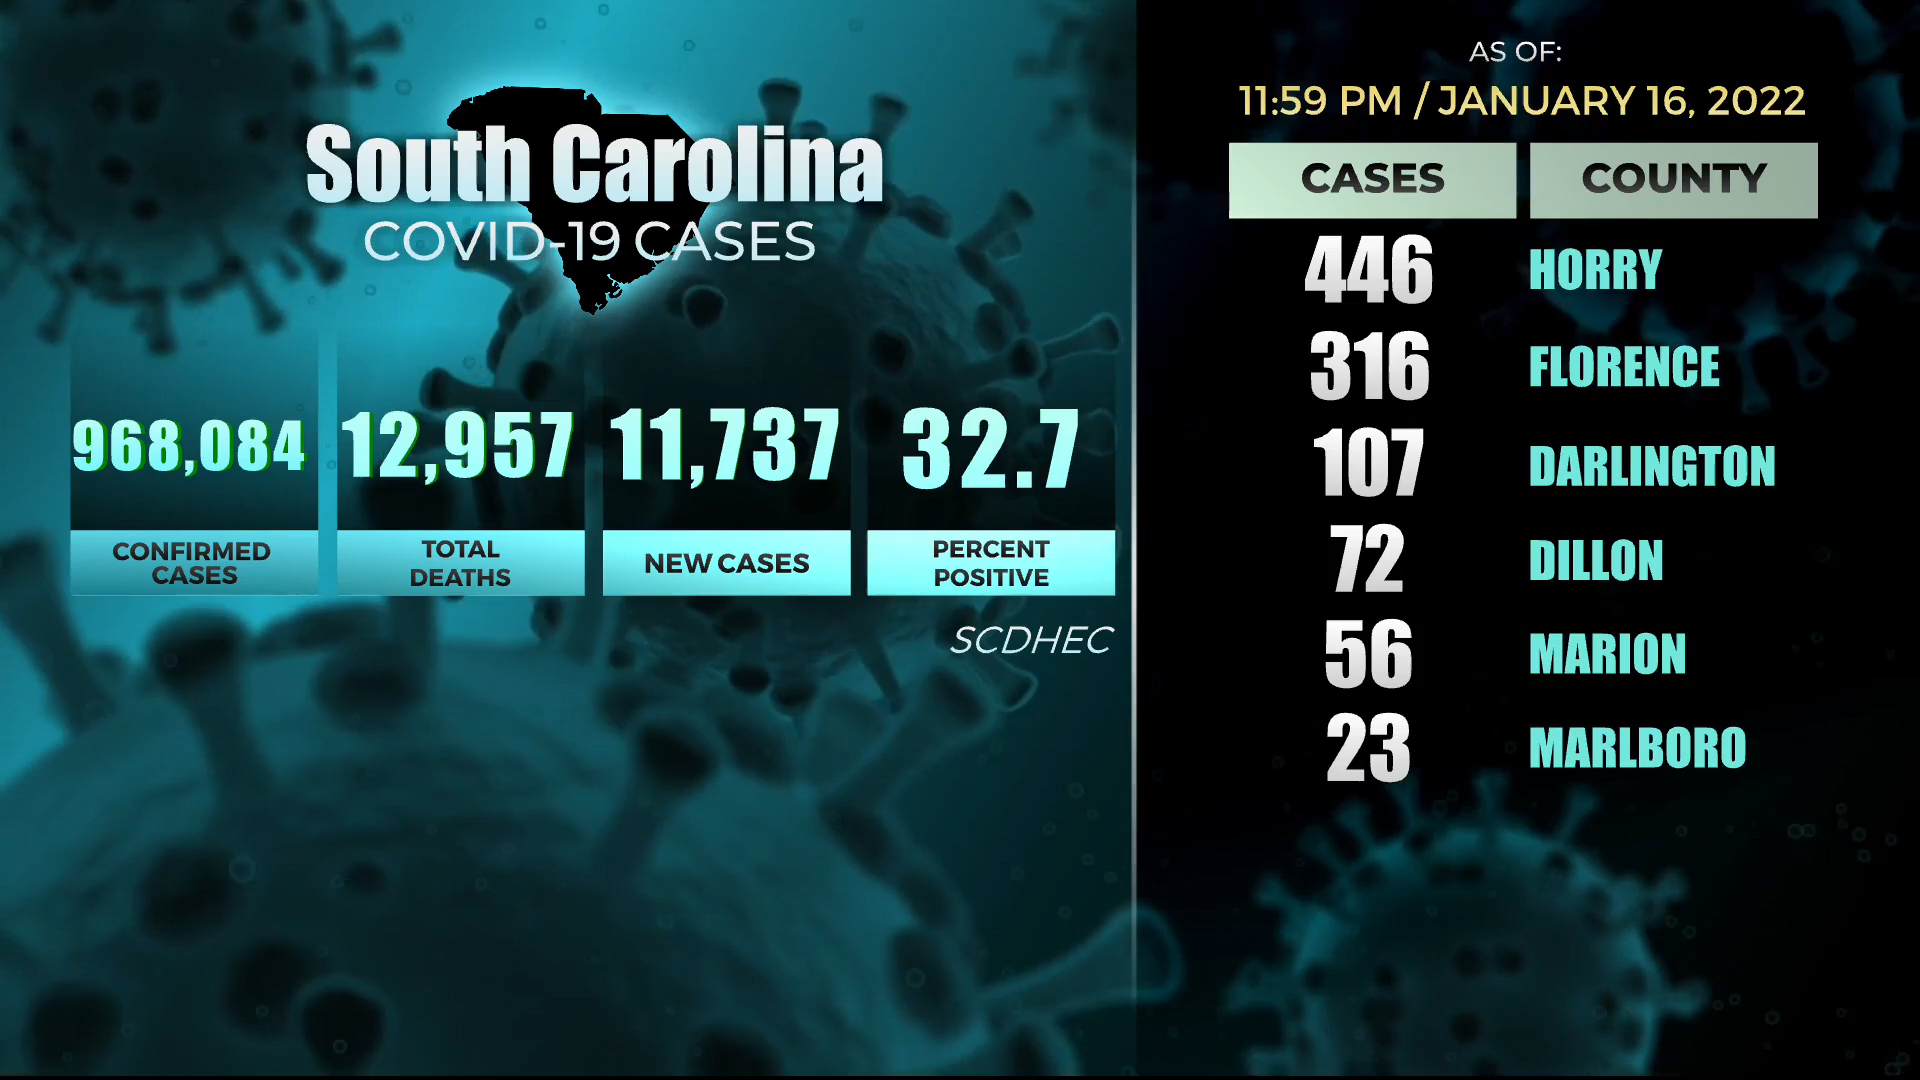 South Carolina
COVID-19 CASES
968,084
CONFIRMED
CASES
12,957
TOTAL
DEATHS
11,737
NEW CASES
32.7
PERCENT
POSITIVE
SCDHEC
AS OF:
11:59 PM / JANUARY 16, 2022
CASES COUNTY
446 HORRY
316 FLORENCE
107 DARLINGTON
72 DILLON
56 MARION
23 MARLBORO